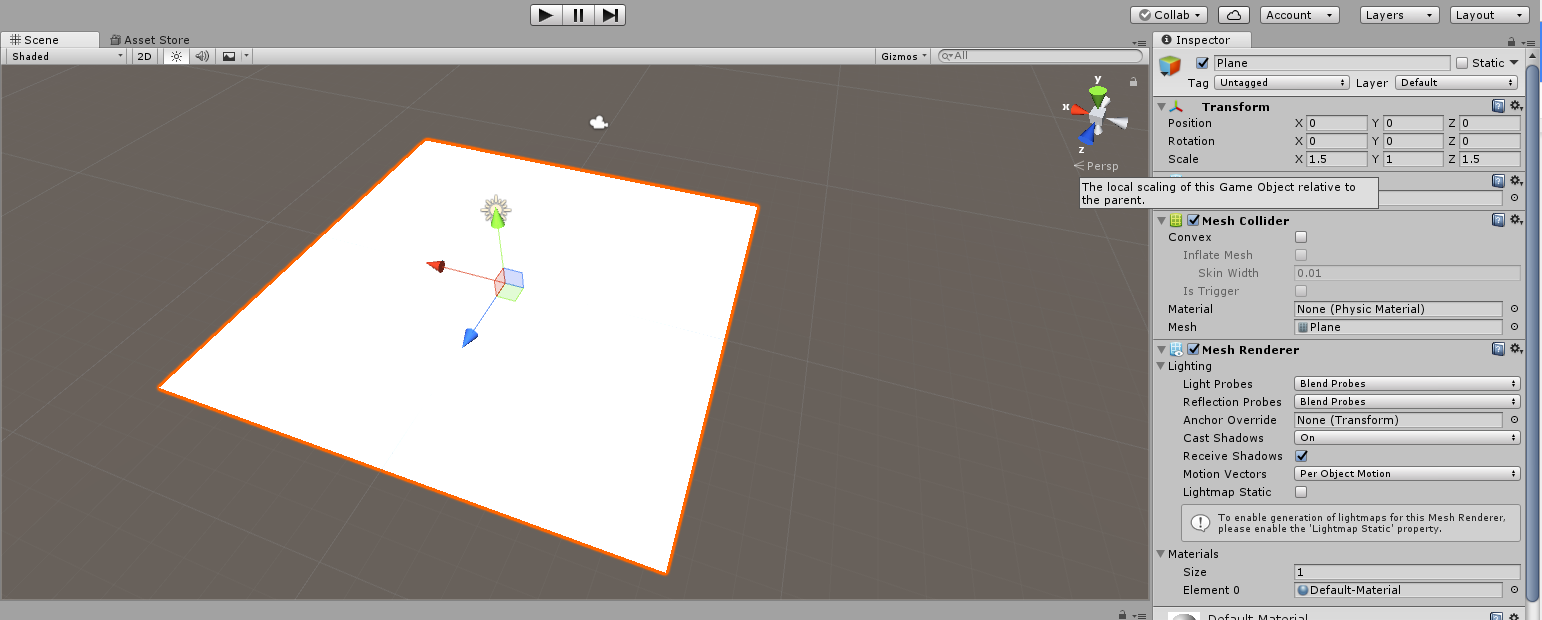 Collab Account Layers Layout
Scene Asset Store
Inspector
Shaded 2D Gizmos All
Plane Static
Tag Untagged Layer Default
y
x
z
Persp
Transform
Position X 0 Y 0 Z 0
Rotation X 0 Y 0 Z 0
Scale X 1.5 Y 1 Z 1.5
The local scaling of this Game Object relative to
the parent.
Mesh Collider
Convex
Inflate Mesh
Skin Width 0.01
Is Trigger
Material None (Physic Material)
Mesh Plane
Mesh Renderer
Lighting
Light Probes Blend Probes
Reflection Probes Blend Probes
Anchor Override None (Transform)
Cast Shadows On
Receive Shadows
Motion Vectors Per Object Motion
Lightmap Static
To enable generation of lightmaps for this Mesh Renderer,
please enable the 'Lightmap Static' property.
Materials
Size 1
Element 0 Default-Material
Default-Material